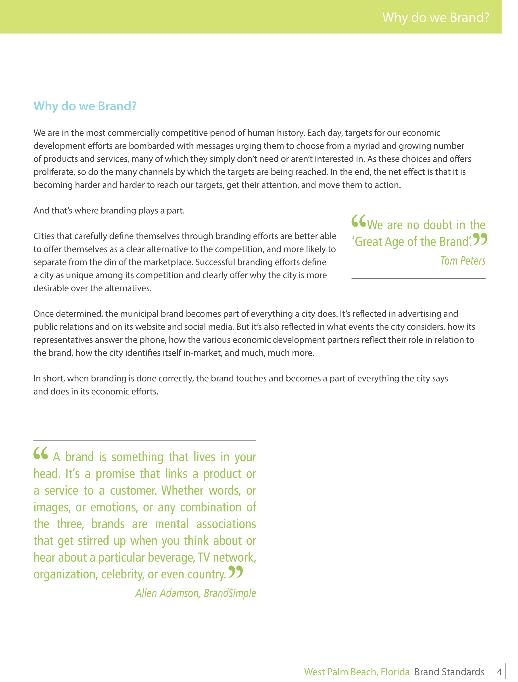 Why do we Brand?
Why do we Brand?
We are in the most commercially competitive period of human history. Each day, targets for our economic
development efforts are bombarded with messages urging them to choose from a myriad and growing number
of products and services, many of which they simply don't need or aren't interested in. As these choices and offers
proliferate, so do the many channels by which the targets are being reached. In the end, the net effect is that it is
becoming harder and harder to reach our targets, get their attention, and move them to action.
And that's where branding plays a part.
Cities that carefully define themselves through branding efforts are better able
to offer themselves as a clear alternative to the competition, and more likely to
separate from the din of the marketplace. Successful branding efforts define
a city as unique among its competition and clearly offer why the city is more
desirable over the alternatives.
“We are no doubt in the
‘Great Age of the Brand’.”
Tom Peters
Once determined, the municipal brand becomes part of everything a city does. It's reflected in advertising and
public relations and on its website and social media. But it's also reflected in what events the city considers, how its
representatives answer the phone, how the various economic development partners reflect their role in relation to
the brand, how the city identifies itself in-market, and much, much more.
In short, when branding is done correctly, the brand touches and becomes a part of everything the city says
and does in its economic efforts.
“ A brand is something that lives in your
head. It's a promise that links a product or
a service to a customer. Whether words, or
images, or emotions, or any combination of
the three, brands are mental associations
that get stirred up when you think about or
hear about a particular beverage, TV network,
organization, celebrity, or even country.”
Allen Adamson, BrandSimple
West Palm Beach, Florida Brand Standards 4